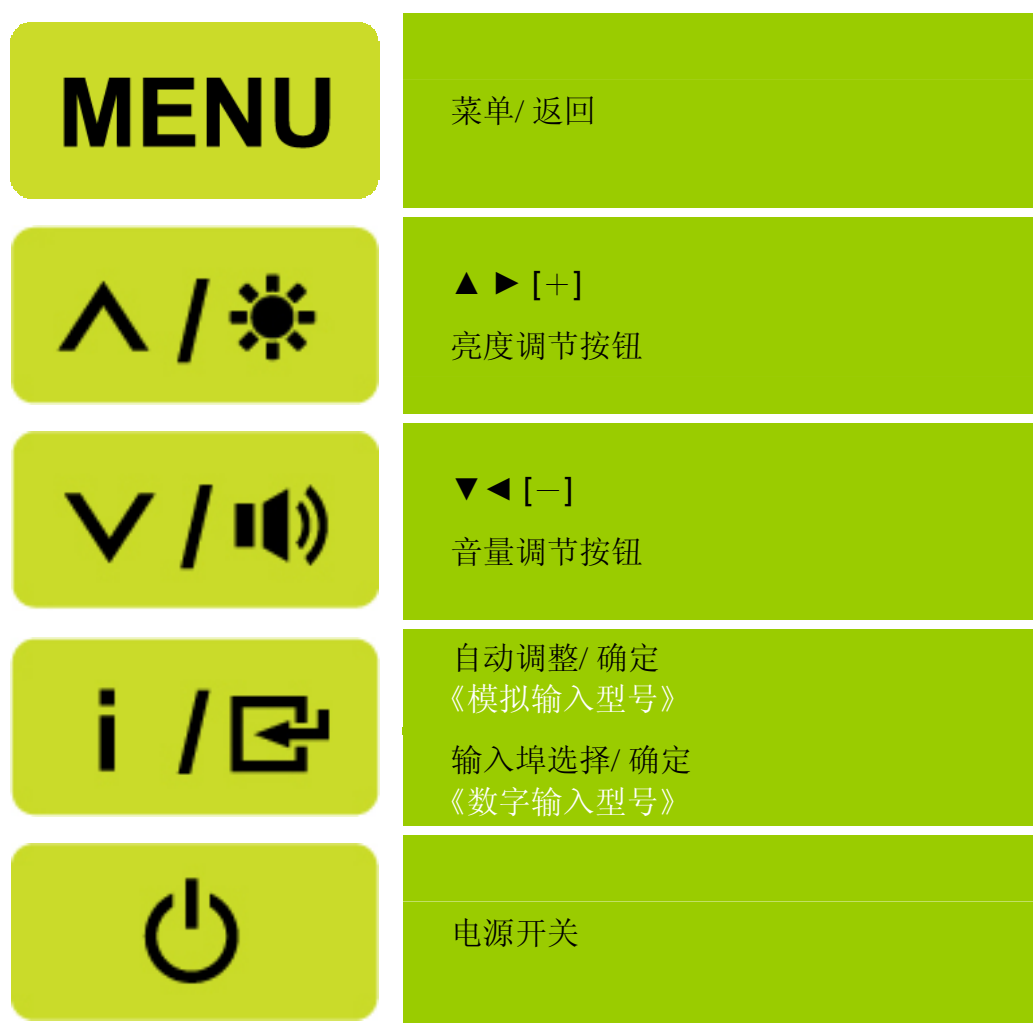 MENU
菜单/ 返回
/
▲ ► [＋]
亮度调节按钮
/
▼◄ [－]
音量调节按钮
i /
自动调整/ 确定
《模拟输入型号》
输入埠选择/ 确定
《数字输入型号》
电源开关